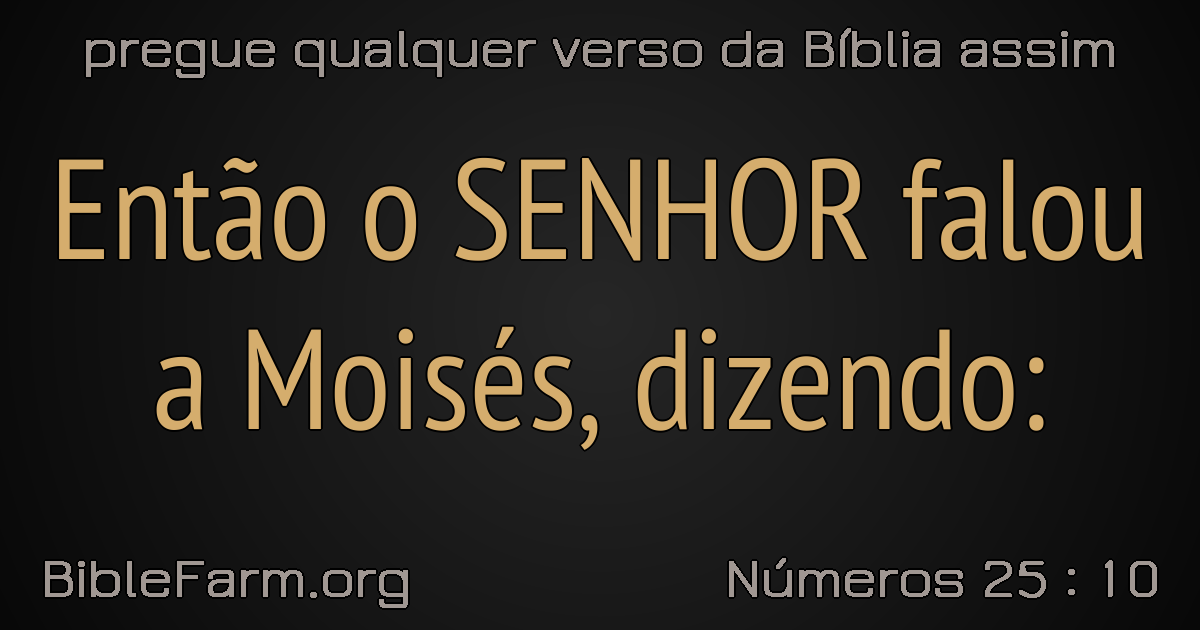 pregue qualquer verso da Bíblia assim
Então o SENHOR falou
a Moisés, dizendo:
BibleFarm.org
Números 25 : 10